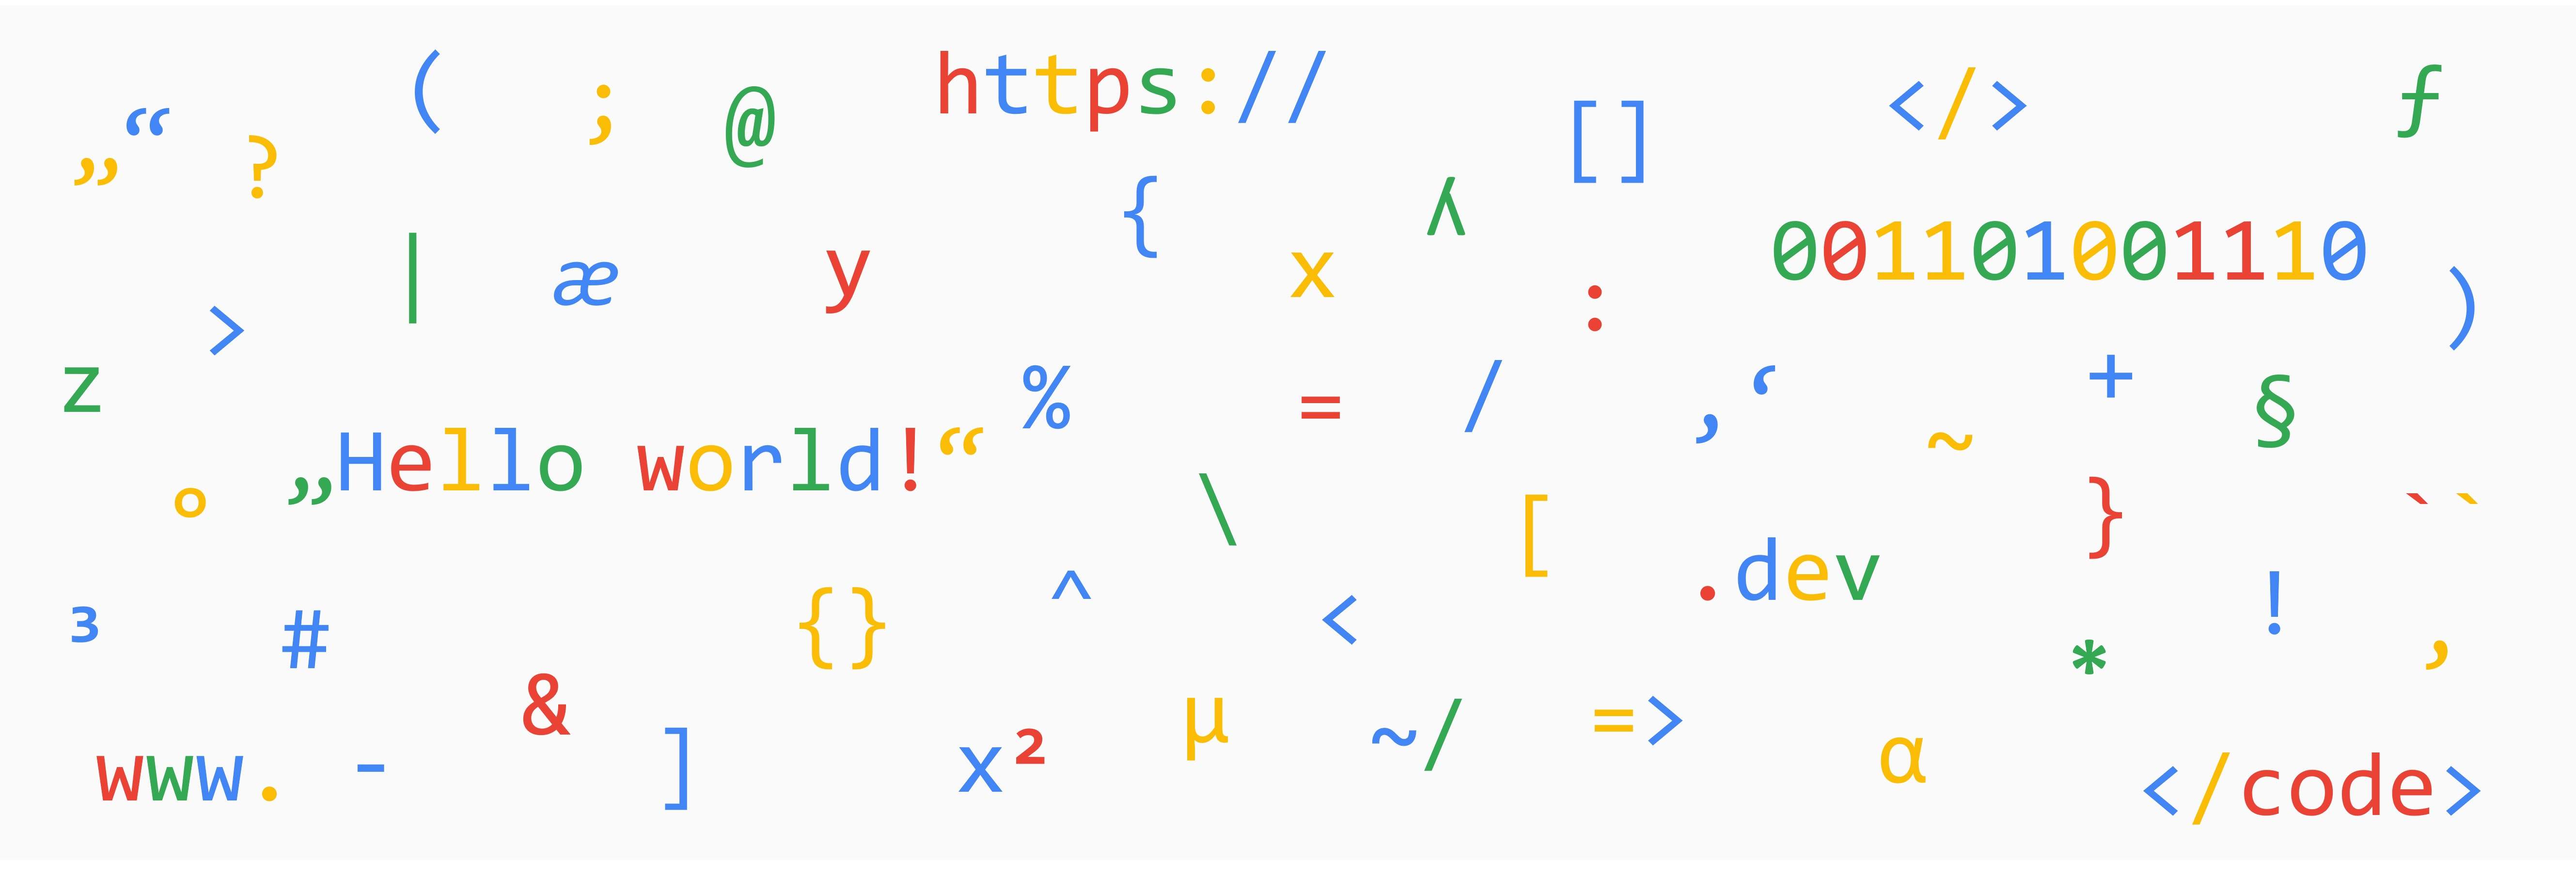 https://
( ; @ </> ƒ
„“ ? []
{ ʎ
| æ y x 001101001110
> : )
z % = / ‚‘ + §
„Hello world!“ ~
° \ [ } ``
.dev
³ # {} ^ < !
& * ,
www. - ] x² µ ~/ => α </code>